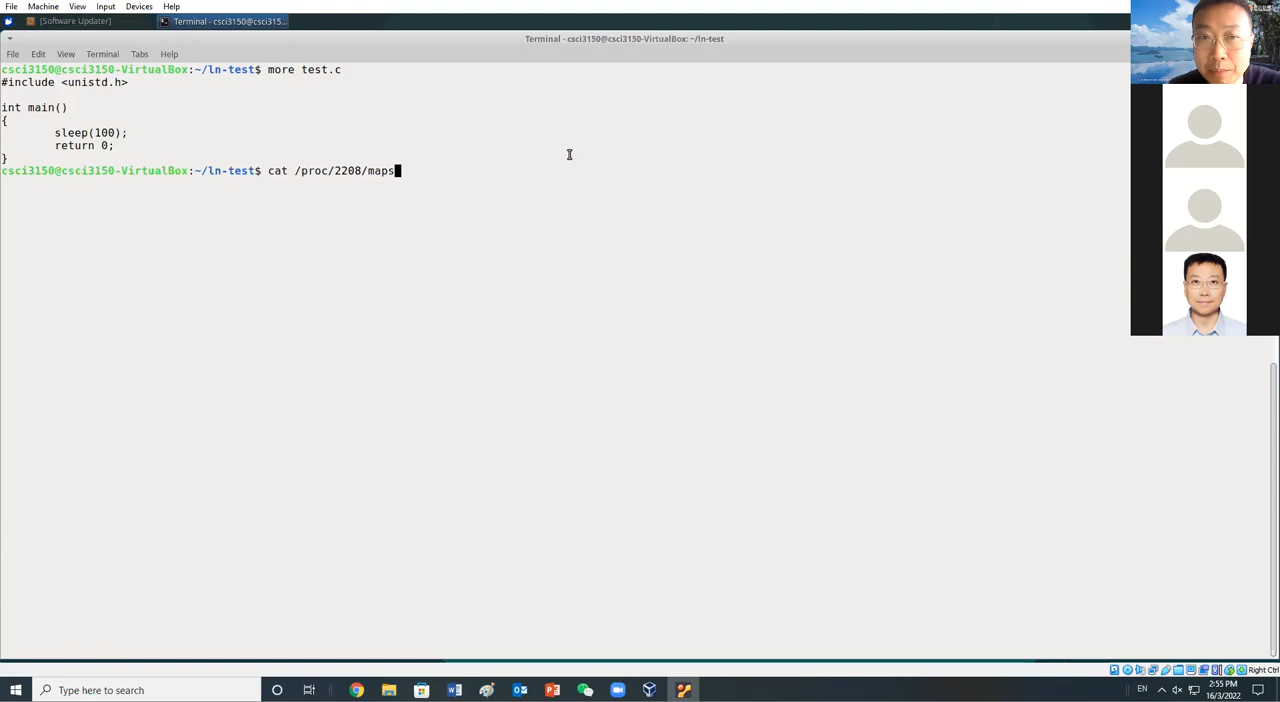 File Machine View Input Devices Help
[Software Updater] Terminal - csci3150@csci315...
Terminal - csci3150@csci3150-VirtualBox: ~/ln-test
File Edit View Terminal Tabs Help
csci3150@csci3150-VirtualBox:~/ln-test$ more test.c
#include <unistd.h>
int main()
{
sleep(100);
return 0;
}
csci3150@csci3150-VirtualBox:~/ln-test$ cat /proc/2208/maps
Right Ctrl
Type here to search
EN
2:55 PM
16/3/2022